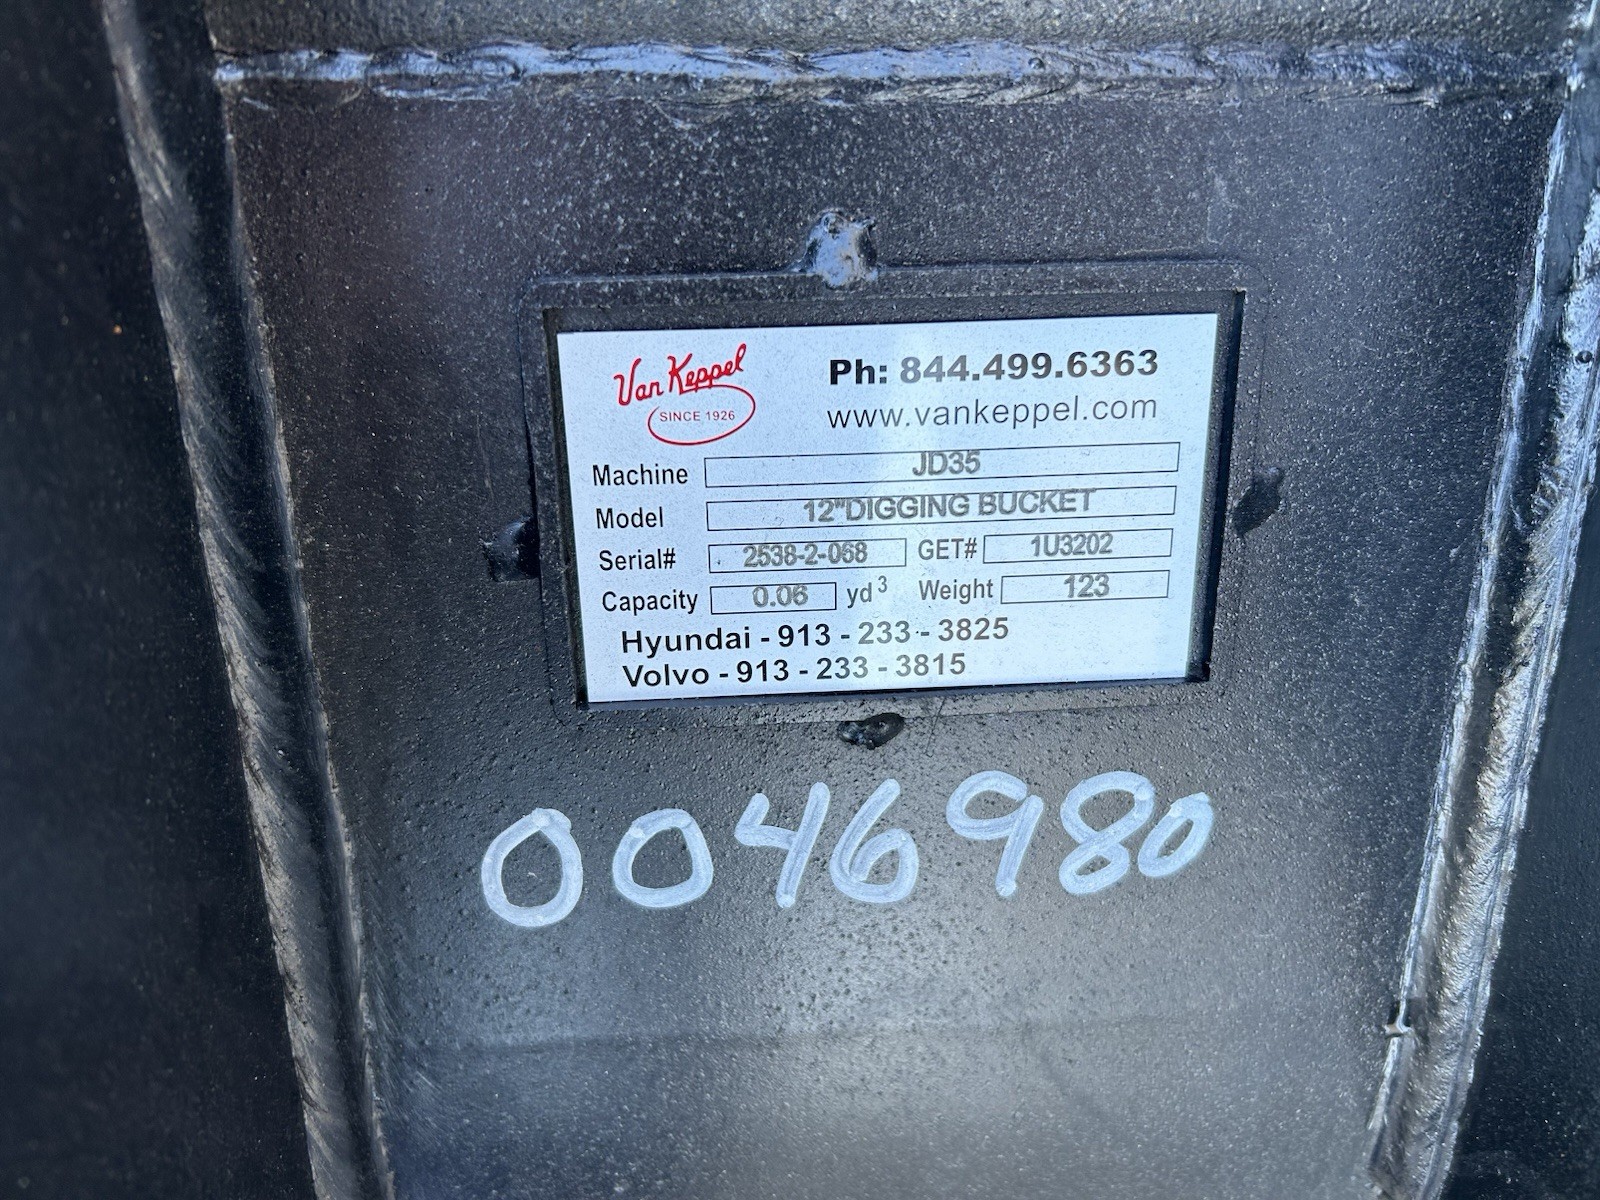 Van Keppel
SINCE 1926
Ph: 844.499.6363
www.vankeppel.com
Machine JD35
Model 12"DIGGING BUCKET
Serial# 2538-2-068 GET# 1U3202
Capacity 0.06 yd³ Weight 123
Hyundai - 913 - 233 - 3825
Volvo - 913 - 233 - 3815
0046980